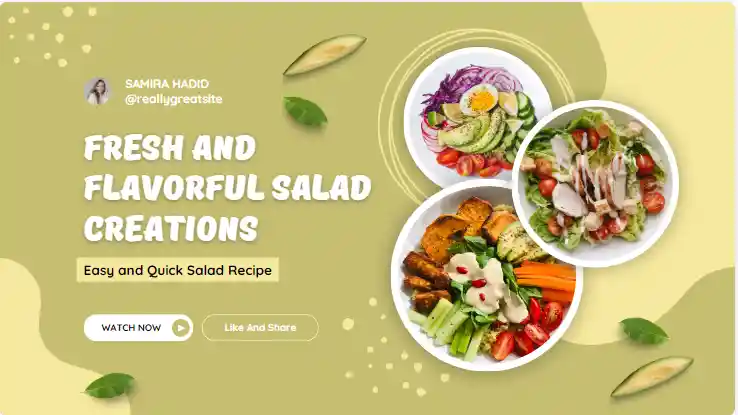 SAMIRA HADID
@reallygreatsite
FRESH AND
FLAVORFUL SALAD
CREATIONS
Easy and Quick Salad Recipe
WATCH NOW
Like And Share